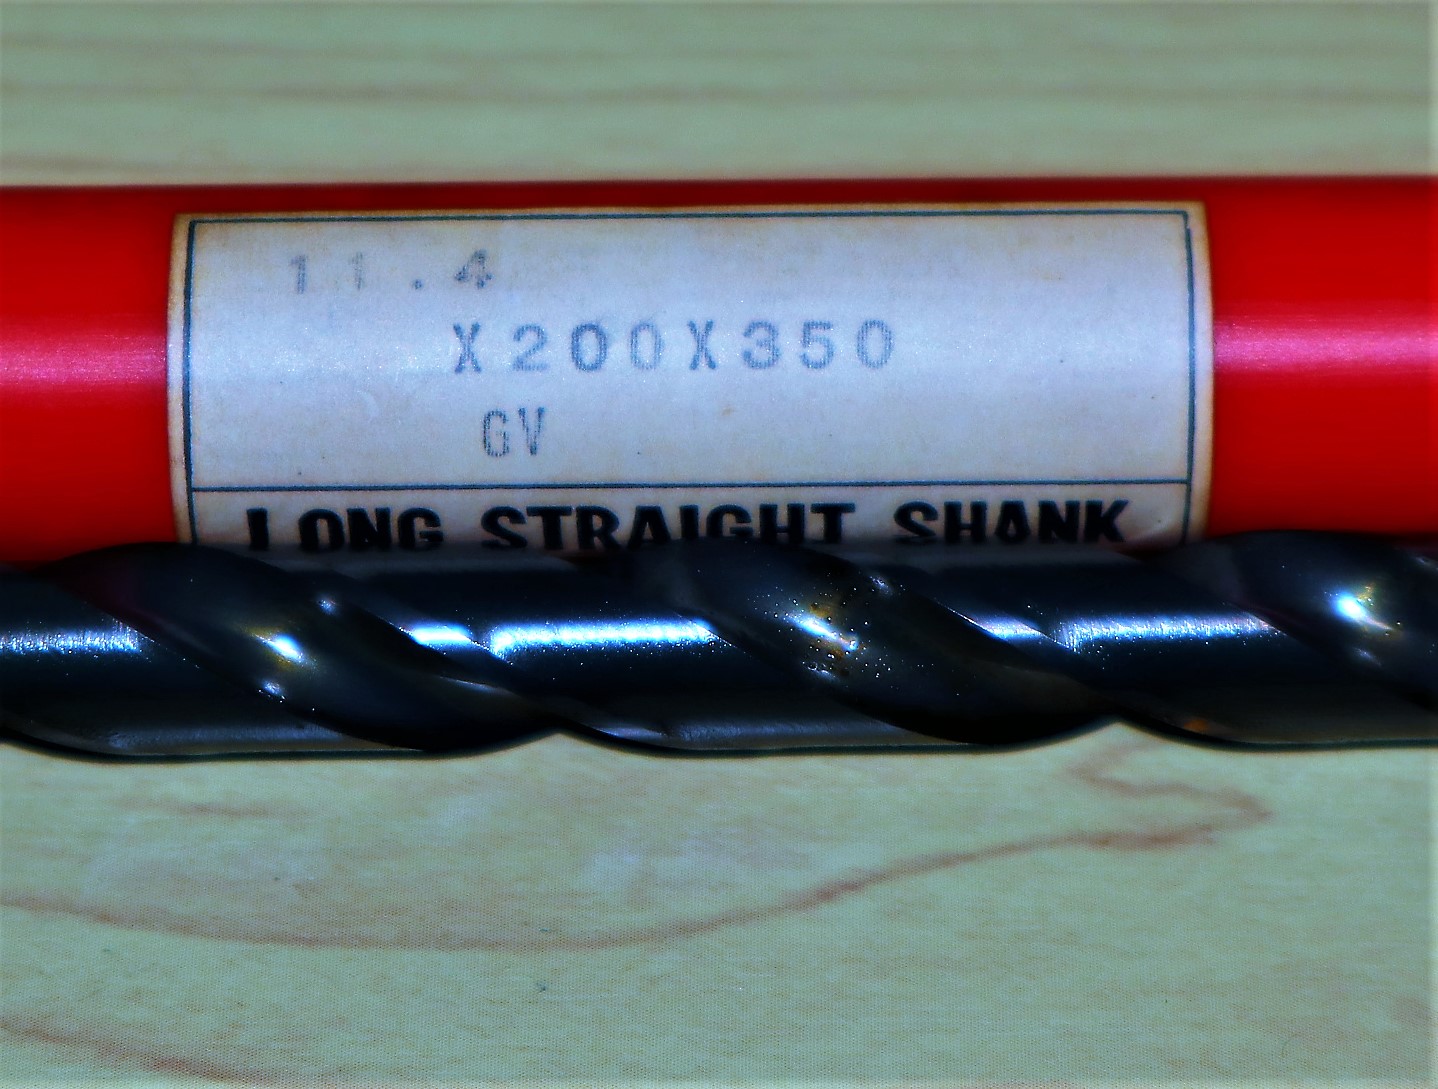 11.4
X200X350
GV
LONG STRAIGHT SHANK